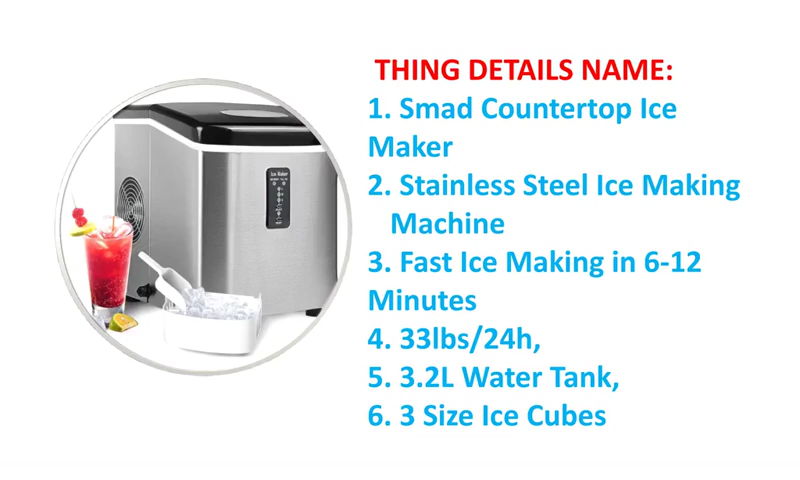 THING DETAILS NAME:
1. Smad Countertop Ice
Maker
2. Stainless Steel Ice Making
Machine
3. Fast Ice Making in 6-12
Minutes
4. 33lbs/24h,
5. 3.2L Water Tank,
6. 3 Size Ice Cubes
Ice Maker